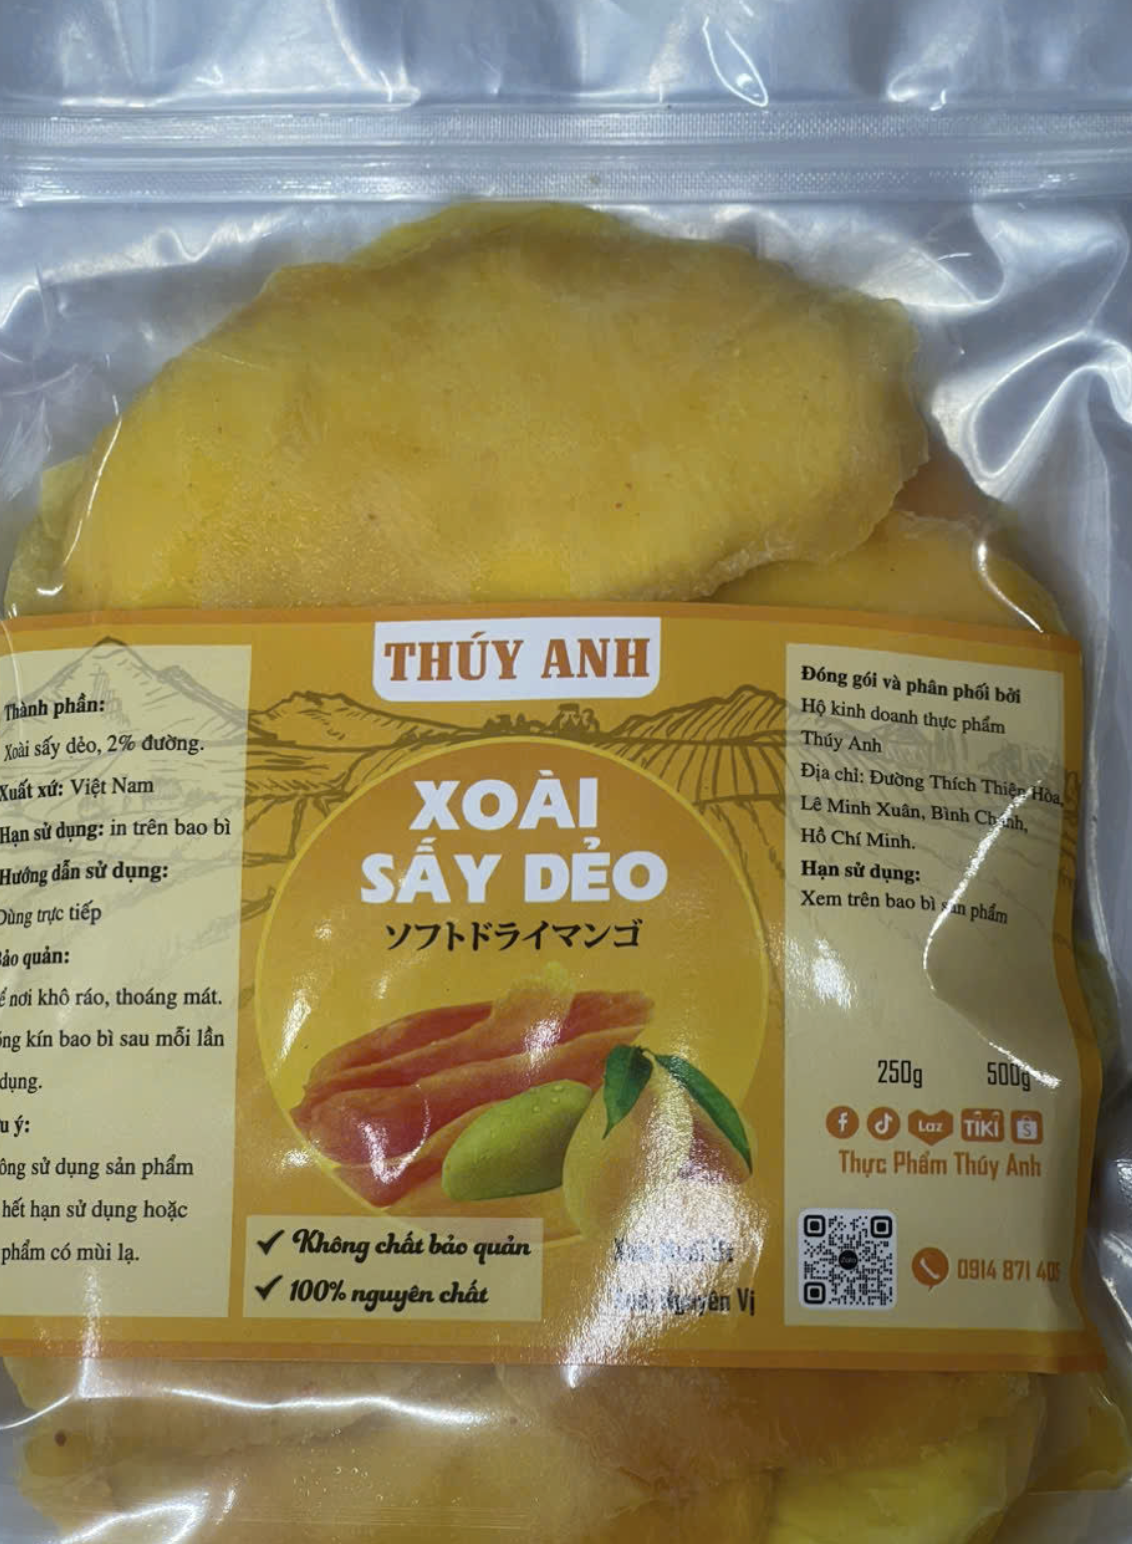 THÚY ANH
XOÀI
SẤY DẺO
ソフトドライマンゴ
Thành phần:
Xoài sấy dẻo, 2% đường.
Xuất xứ: Việt Nam
Hạn sử dụng: in trên bao bì
Hướng dẫn sử dụng:
Dùng trực tiếp
bảo quản:
nơi khô ráo, thoáng mát.
kín bao bì sau mỗi lần
dụng.
ý:
sử dụng sản phẩm
hết hạn sử dụng hoặc
phẩm có mùi lạ.
✓ Không chất bảo quản
✓ 100% nguyên chất
Nguyên Vị
Đóng gói và phân phối bởi
Hộ kinh doanh thực phẩm
Thúy Anh
Địa chỉ: Đường Thích Thiện Hòa,
Lê Minh Xuân, Bình Chánh,
Hồ Chí Minh.
Hạn sử dụng:
Xem trên bao bì sản phẩm
250g 500g
Laz TIKI S
Thực Phẩm Thúy Anh
0914 871 405